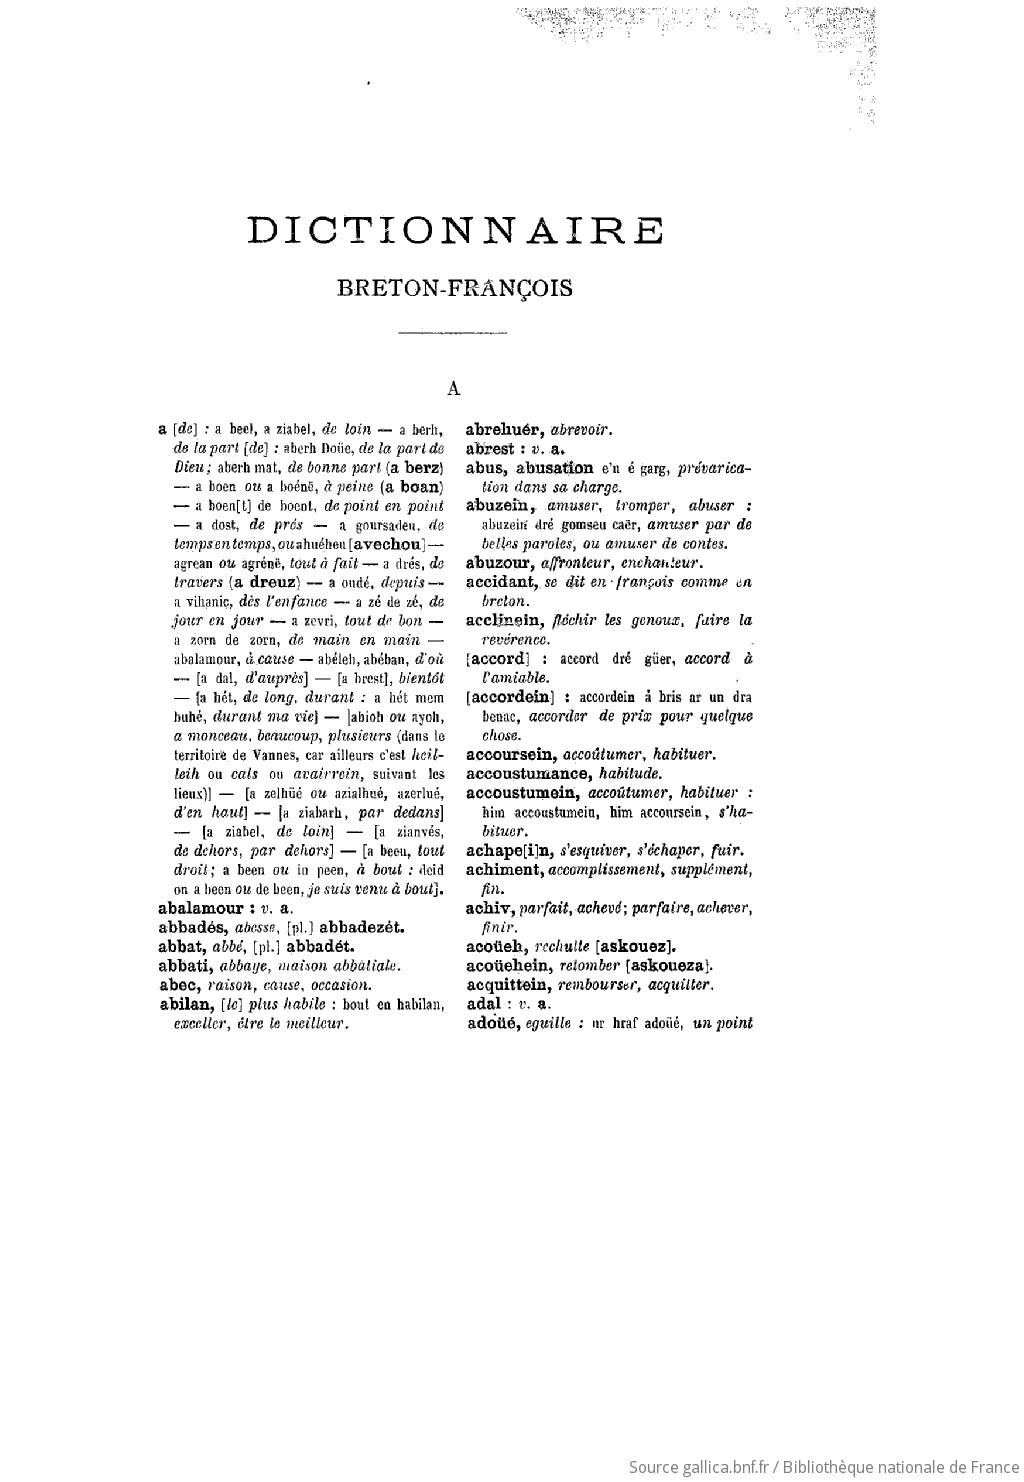 DICTIONNAIRE
BRETON-FRANÇOIS
A
a [de] : a beel, a ziabel, de loin — a berh,
de la part [de] : aberh Doüe, de la part de
Dieu; aberh mat, de bonne part (a berz)
— a boen ou a boéné, à peine (a boan)
— a boen[t] de boent, de point en point
— a dost, de prés — a goursadeu, de
temps en temps, ou ahuéheu [avechou] —
agrean ou agréné, tout à fait — a drés, de
travers (a dreuz) — a oudé, depuis —
a vihanic, dès l'enfance — a zé de zé, de
jour en jour — a zevri, tout de bon —
a zorn de zorn, de main en main —
abalamour, à cause — abéleh, abéban, d'où
— [a dal, d'auprès] — [a brest], bientôt
— [a hét, de long, durant : a hét mem
buhé, durant ma vie] — [abioh ou ayoh,
a monceau, beaucoup, plusieurs (dans le
territoire de Vannes, car ailleurs c'est heil-
leih ou cals ou avairrein, suivant les
lieux)] — [a zelhüé ou azialhué, azerlué,
d'en haut] — [a ziabarh, par dedans]
— [a ziabel, de loin] — [a zianvés,
de dehors, par dehors] — [a beeu, tout
droit; a been ou in peen, à bout : deid
on a been ou de been, je suis venu à bout].
abalamour : v. a.
abbadés, abesse, [pl.] abbadezét.
abbat, abbé, [pl.] abbadét.
abbati, abbaye, maison abbâtiale.
abec, raison, cause, occasion.
abilan, [le] plus habile : bout en habilan,
exceller, être le meilleur.
abrehuér, abrevoir.
abrest : v. a.
abus, abusation e'n é garg, prévarica-
tion dans sa charge.
abuzein, amuser, tromper, abuser :
abuzein dré gomseu caër, amuser par de
belles paroles, ou amuser de contes.
abuzour, affronteur, enchanteur.
accidant, se dit en françois comme en
breton.
acclinein, fléchir les genoux, faire la
revérence.
[accord] : accord dré güer, accord à
l'amiable.
[accordein] : accordein á bris ar un dra
benac, accorder de prix pour quelque
chose.
accoursein, accoûtumer, habituer.
accoustumance, habitude.
accoustumein, accoûtumer, habituer :
him accoustumein, him accoursein, s'ha-
bituer.
achape[i]n, s'esquiver, s'échaper, fuir.
achiment, accomplissement, supplément,
fin.
achiv, parfait, achevé; parfaire, achever,
finir.
acoüeh, rechutte [askouez].
acoüehein, retomber [askoueza].
acquittein, rembourser, acquitter.
adal : v. a.
adoüé, eguille : ur hraf adoüé, un point
Source gallica.bnf.fr / Bibliothèque nationale de France